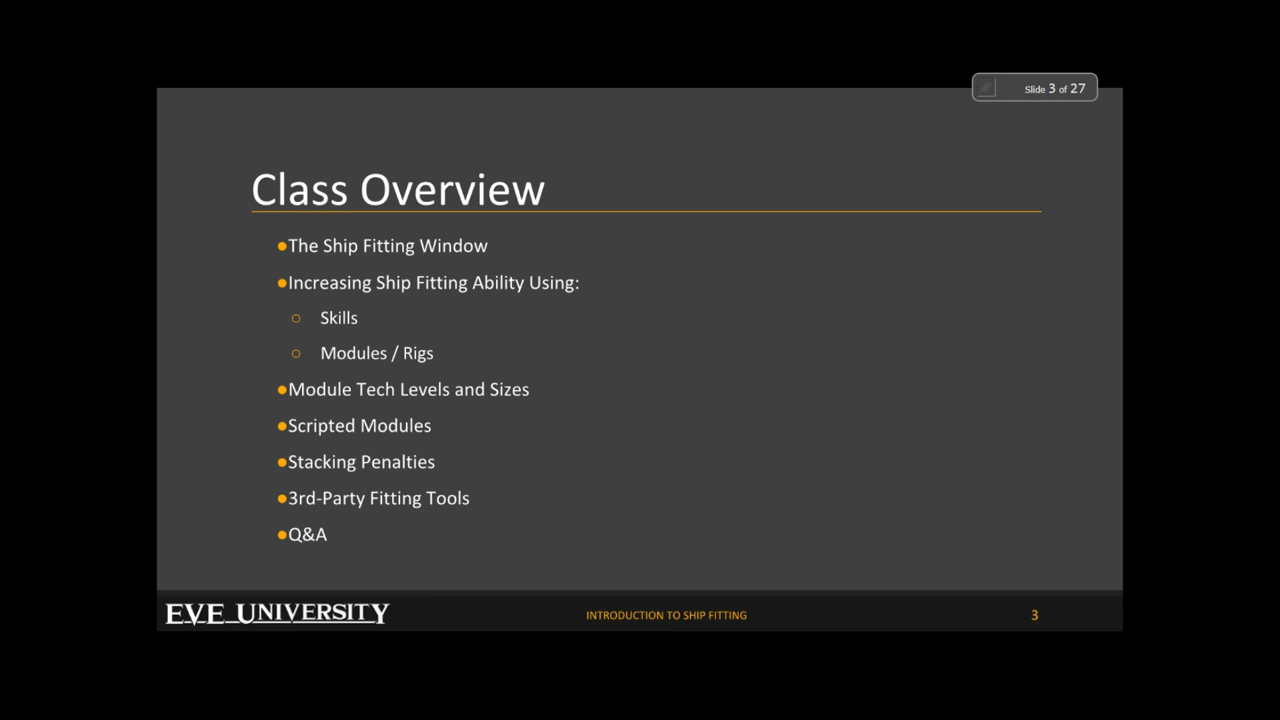 Slide 3 of 27
Class Overview
●The Ship Fitting Window
●Increasing Ship Fitting Ability Using:
○ Skills
○ Modules / Rigs
●Module Tech Levels and Sizes
●Scripted Modules
●Stacking Penalties
●3rd-Party Fitting Tools
●Q&A
EVE UNIVERSITY
INTRODUCTION TO SHIP FITTING
3